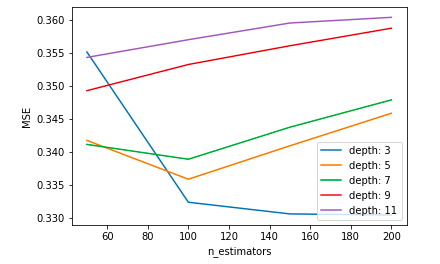 0.360
0.355
0.350
0.345
0.340
0.335
0.330
MSE
depth: 3
depth: 5
depth: 7
depth: 9
depth: 11
60 80 100 120 140 160 180 200
n_estimators